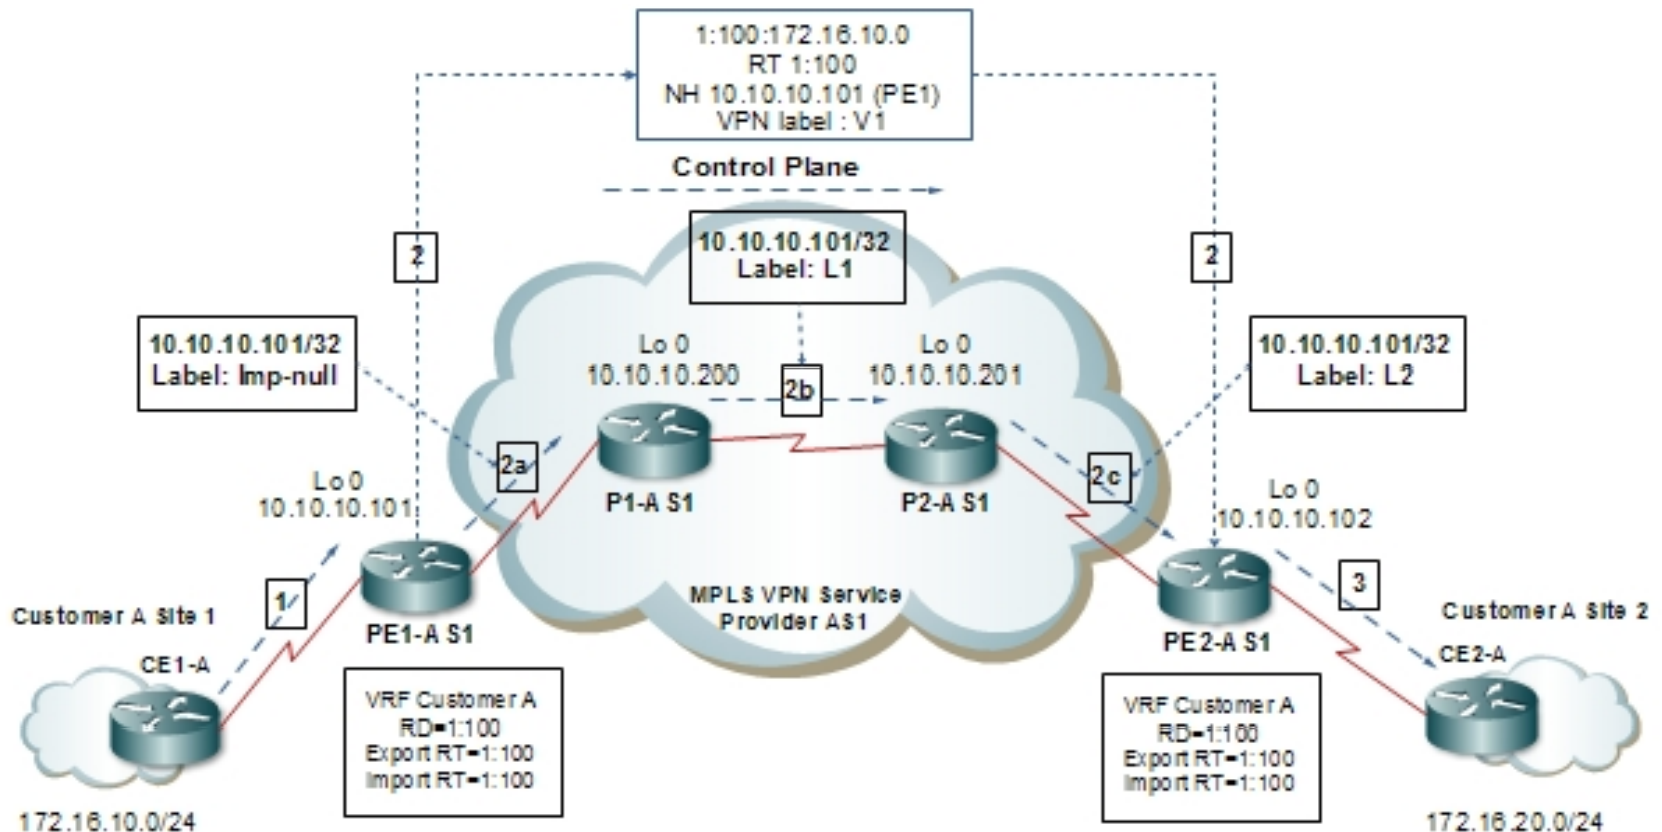 1:100:172.16.10.0
RT 1:100
NH 10.10.10.101 (PE1)
VPN label : V1
Control Plane
2
10.10.10.101/32
Label: L1
2
10.10.10.101/32
Label: Imp-null
Lo 0
10.10.10.200
2b
Lo 0
10.10.10.201
10.10.10.101/32
Label: L2
2a
P1-AS1
P2-AS1
2c
Lo 0
10.10.10.101
Lo 0
10.10.10.102
1
PE1-AS1
MPLS VPN Service
Provider AS1
PE2-AS1
3
Customer A Site 1
CE1-A
Customer A Site 2
CE2-A
VRF Customer A
RD=1:100
Export RT=1:100
Import RT=1:100
VRF Customer A
RD=1:100
Export RT=1:100
Import RT=1:100
172.16.10.0/24
172.16.20.0/24